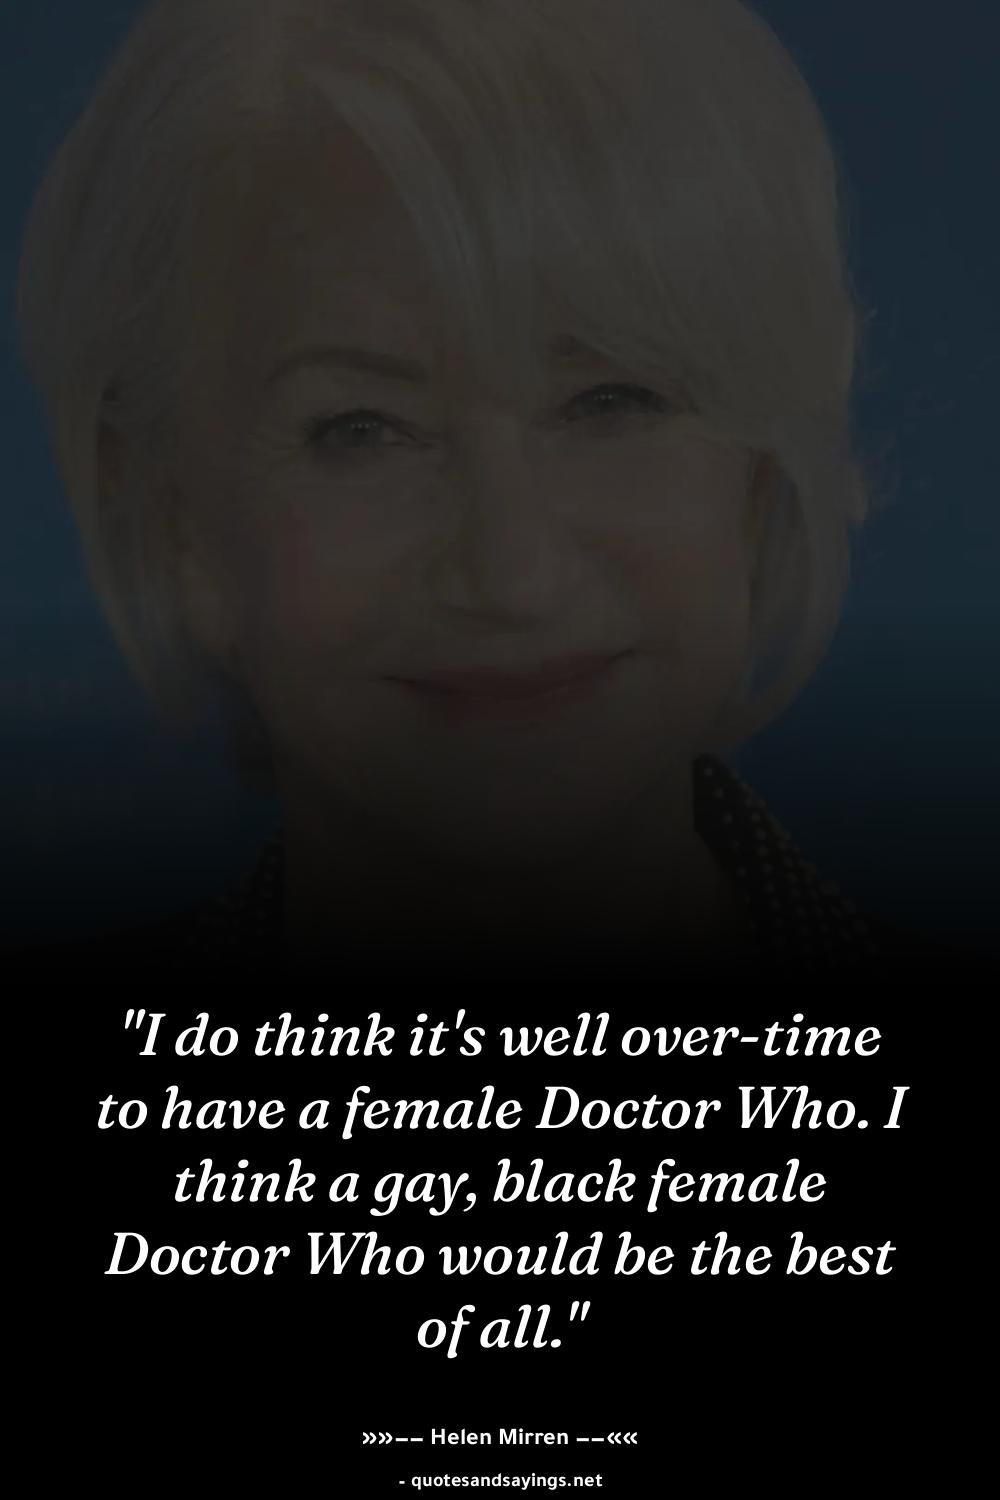 "I do think it's well over-time
to have a female Doctor Who. I
think a gay, black female
Doctor Who would be the best
of all."
»»−− Helen Mirren −−««
- quotesandsayings.net